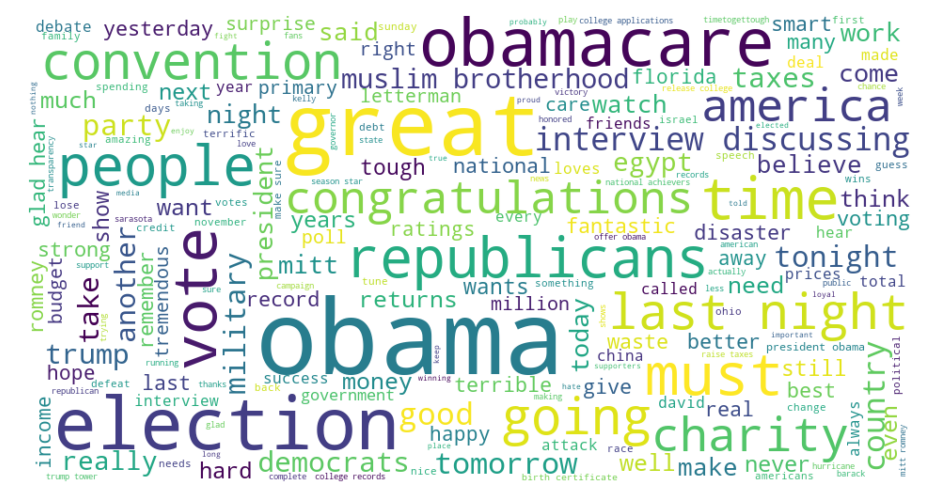 debate
yesterday
surprise
said
obamacare
probably
play
college applications
timetogettough
sunday
smart
first
family
fight
fans
right
many
work
convention
deal
made
muslim brotherhood
florida
taxes
come
spending
next
year
primary
letterman
kelly
victory
release college
chance
nothing
much
night
great
proud
care
watch
america
week
days
taking
honored
israel
elected
party
terrific
governor
debt
friends
interview discussing
amazing
enjoy
love
state
tough
national
loves
egypt
speech
believe
guess
glad hear
transparency
people
star
true
records
wins
make sure
season star
congratulations
news
national achievers
time
told
think
lose
wonder
votes
want
years
every
fantastic
disaster
voting
friend
sarasota
november
president
ratings
offer obama
hear
show
media
credit
poll
republicans
american
away
tonight
strong
another
vote
mitt
wants
something
actually
prices
public
total
romney
budget
support
remember
tremendous
military
campaign
tune
called
less
need
loyal
take
sure
record
returns
million
today
shows
last night
political
trump
running
obama
keep
ohio
important
hope
back
waste
better
president obama
supporters
china
raise taxes
must
still
country
republican
defeat
last
thanks
success
money
winning
terrible
hate
give
best
interview
government
making
david
real
change
always
even
income
election
glad
good
going
charity
long
place
happy
attack
race
mitt romney
really
needs
hard
democrats
nice
tomorrow
well
make
never
americans
hurricane
barack
trump tower
complete
college records
birth certificate